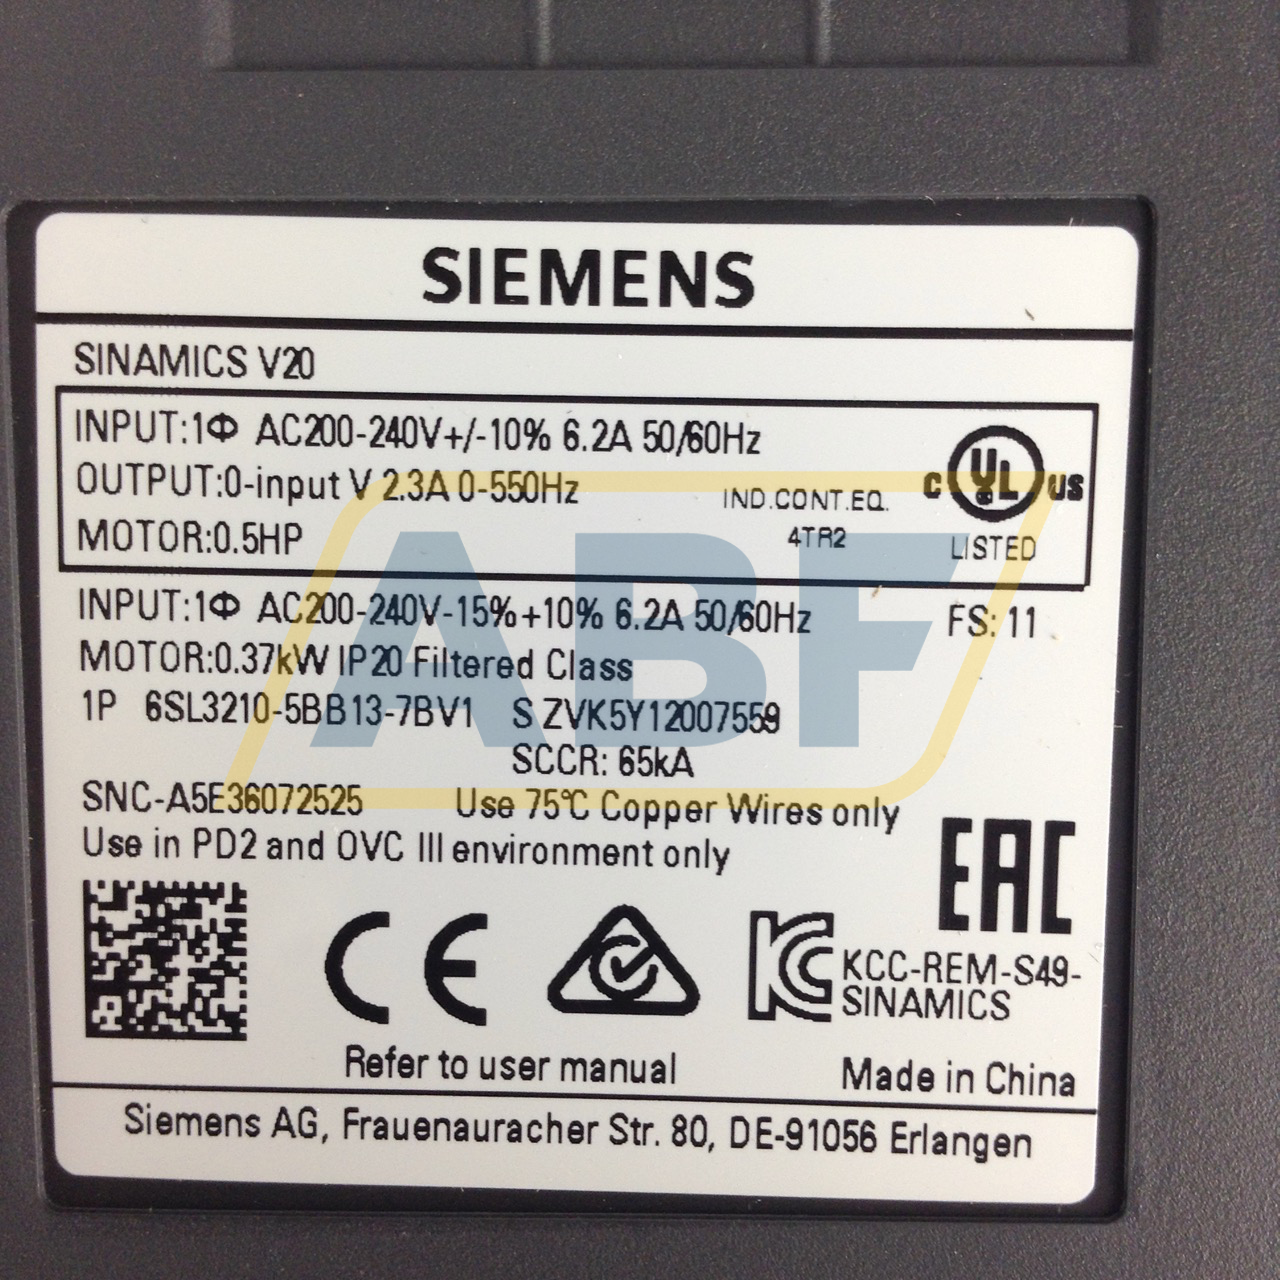 SIEMENS
SINAMICS V20
INPUT:1Φ AC200-240V+/-10% 6.2A 50/60Hz
OUTPUT:0-input V 2.3A 0-550Hz
MOTOR:0.5HP
IND.CONT.EQ.
4TR2
C UL US
LISTED
INPUT:1Φ AC200-240V-15%+10% 6.2A 50/60Hz
FS: 11
MOTOR:0.37kW IP20 Filtered Class
1P 6SL3210-5BB13-7BV1 S ZVK5Y12007559
SCCR: 65kA
SNC-A5E36072525 Use 75℃ Copper Wires only
Use in PD2 and OVC III environment only
ABF
EAC
CE
KC
KCC-REM-S49-
SINAMICS
Refer to user manual
Made in China
Siemens AG, Frauenauracher Str. 80, DE-91056 Erlangen